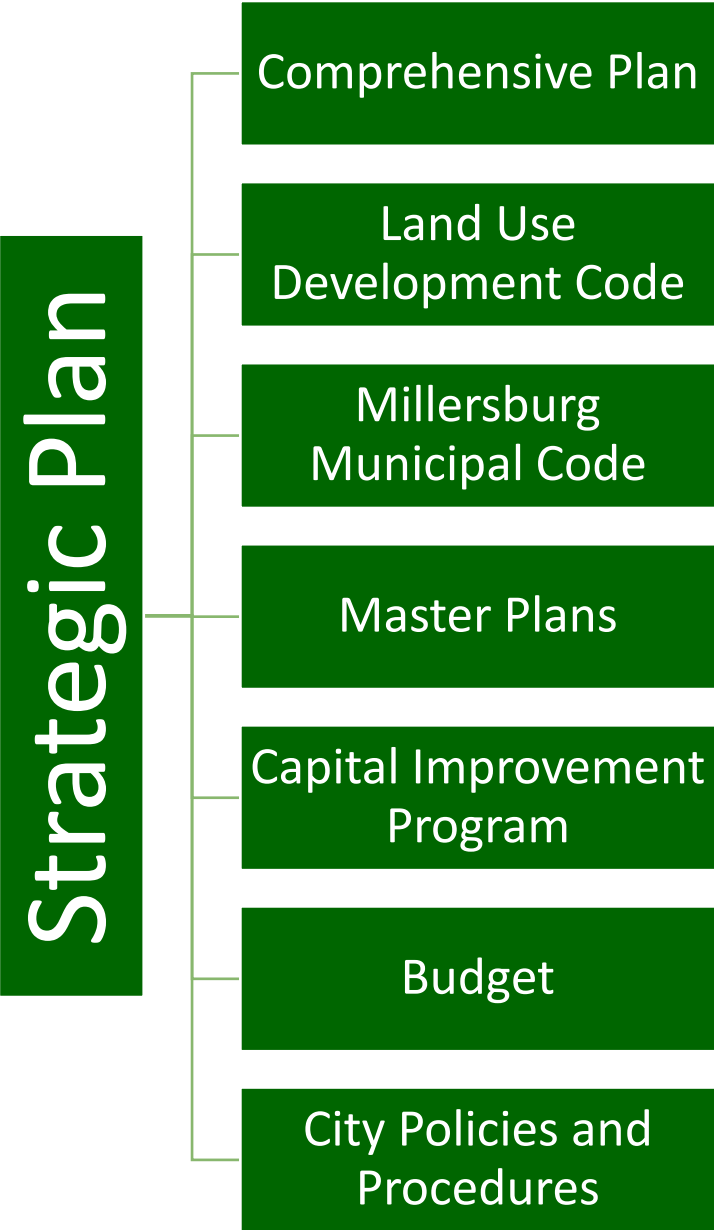 Strategic Plan
Comprehensive Plan
Land Use
Development Code
Millersburg
Municipal Code
Master Plans
Capital Improvement
Program
Budget
City Policies and
Procedures